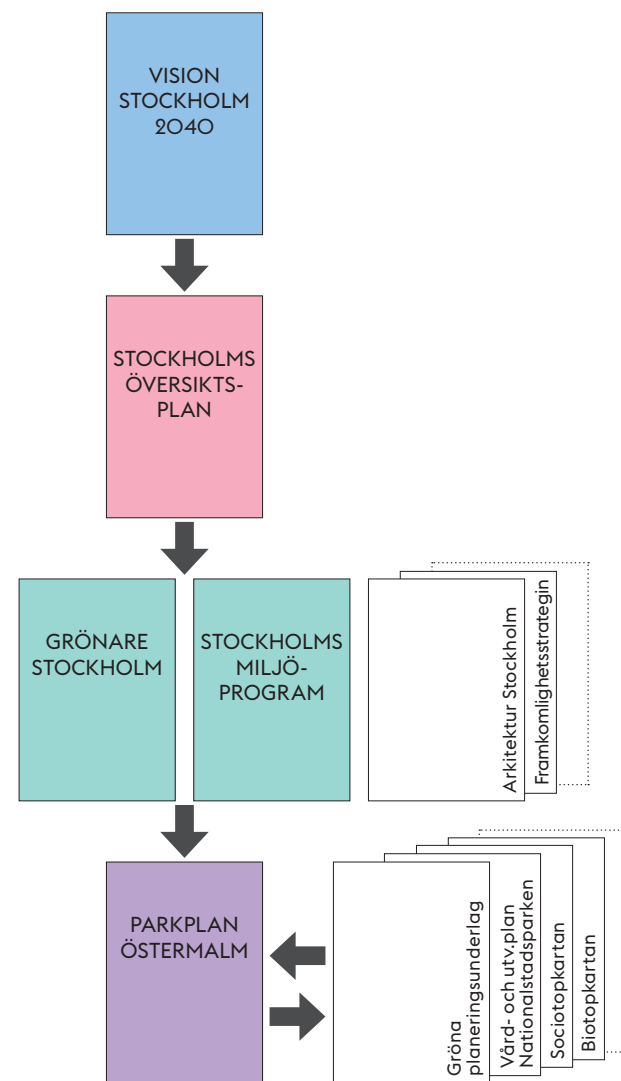 VISION
STOCKHOLM
2040
STOCKHOLMS
ÖVERSIKTS-
PLAN
GRÖNARE
STOCKHOLM
STOCKHOLMS
MILJÖ-
PROGRAM
Arkitektur Stockholm
Framkomlighetsstrategin
PARKPLAN
ÖSTERMALM
Gröna
planeringsunderlag
Vård- och utv.plan
Nationalstadsparken
Sociotopkartan
Biotopkartan